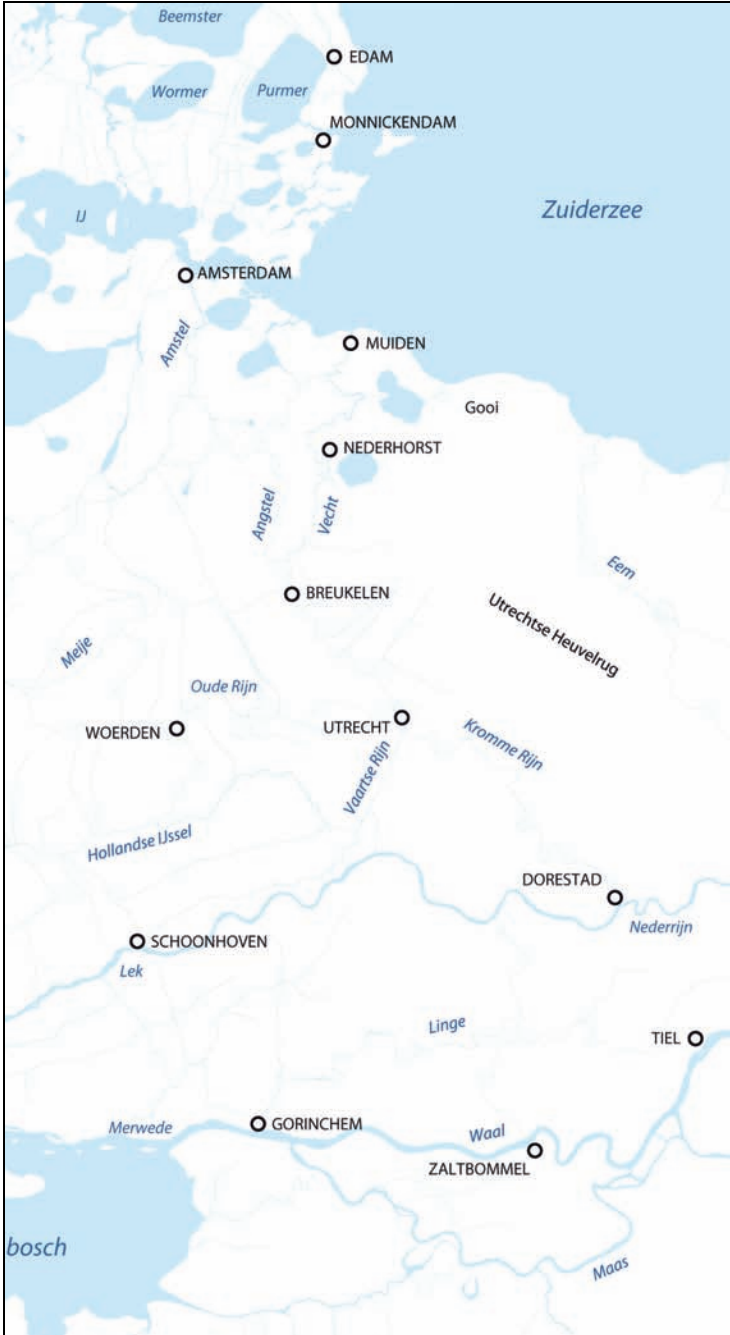 Beemster
EDAM
Wormer
Purmer
MONNICKENDAM
IJ
Zuiderzee
AMSTERDAM
Amstel
MUIDEN
Gooi
NEDERHORST
Angstel
Vecht
Eem
BREUKELEN
Utrechtse Heuvelrug
Meije
Oude Rijn
WOERDEN
UTRECHT
Kromme Rijn
Vaartse Rijn
Hollandse IJssel
DORESTAD
Nederrijn
SCHOONHOVEN
Lek
Linge
TIEL
Merwede
GORINCHEM
Waal
ZALTBOMMEL
bosch
Maas